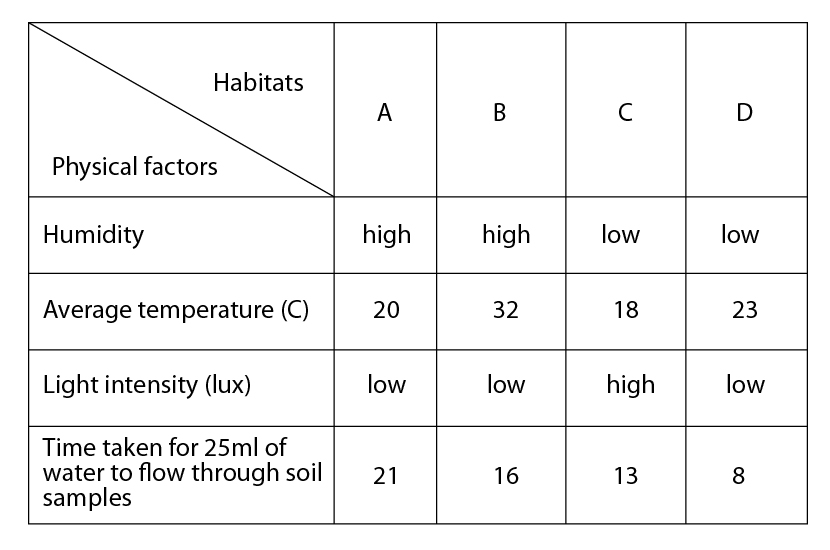 Habitats
Physical factors
A B C D
Humidity high high low low
Average temperature (C) 20 32 18 23
Light intensity (lux) low low high low
Time taken for 25ml of
water to flow through soil
samples
21 16 13 8